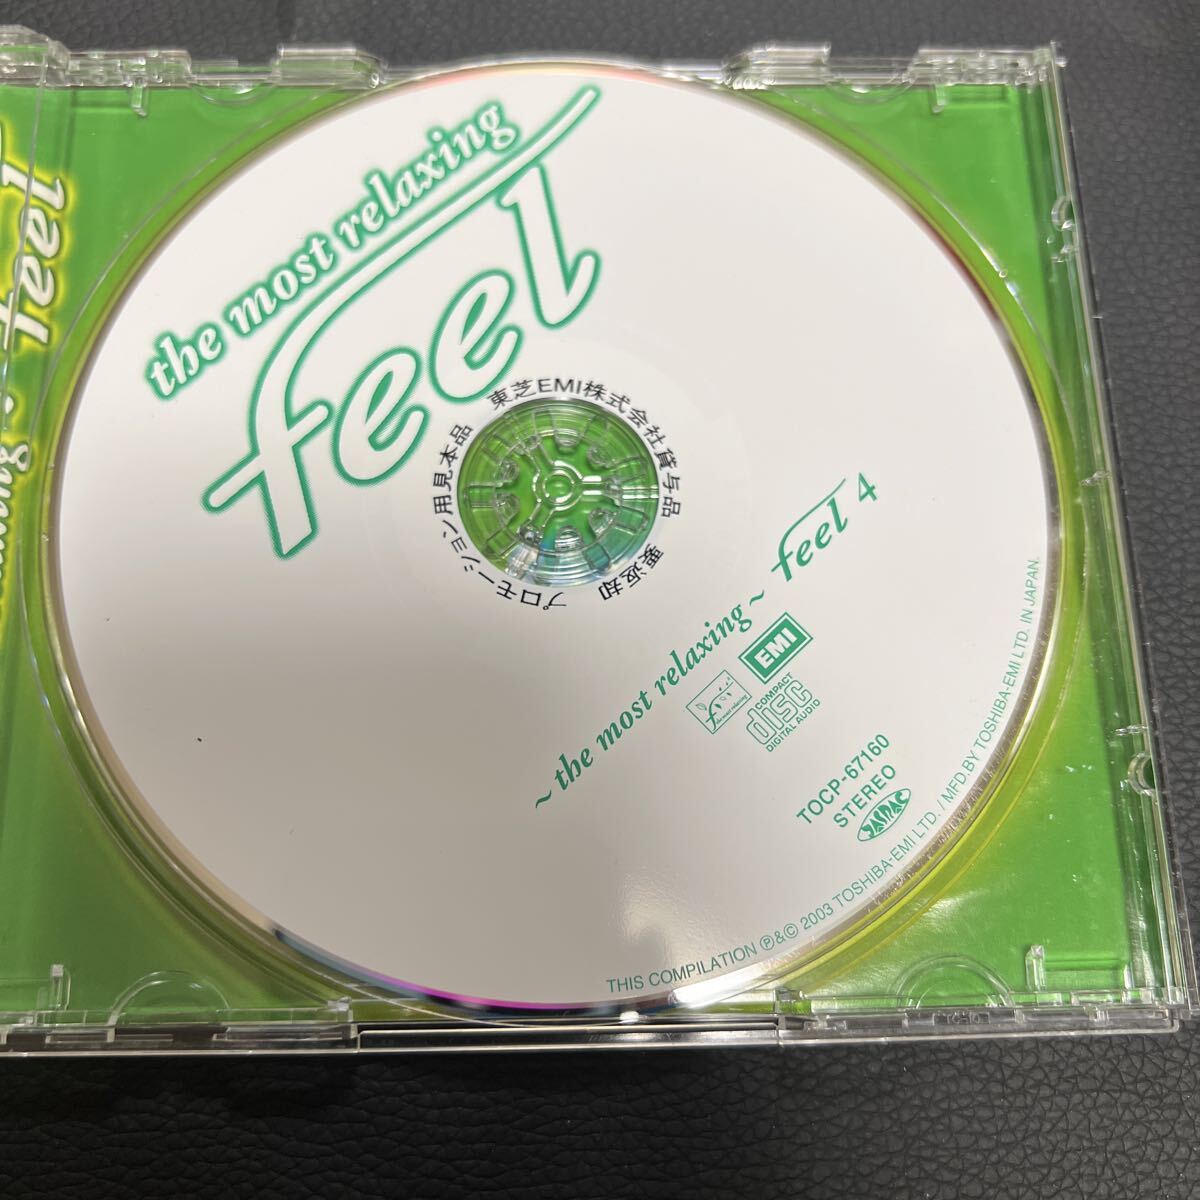 the most relaxing
feel
東芝EMI株式会社貸与品
要返却
プロモーション用見本品
~the most relaxing~ feel 4
EMI
COMPACT
disc
DIGITAL AUDIO
TOCP-67160
STEREO
JASRAC
THIS COMPILATION ℗&© 2003 TOSHIBA-EMI LTD. / MFD.BY TOSHIBA-EMI LTD. IN JAPAN.
feel